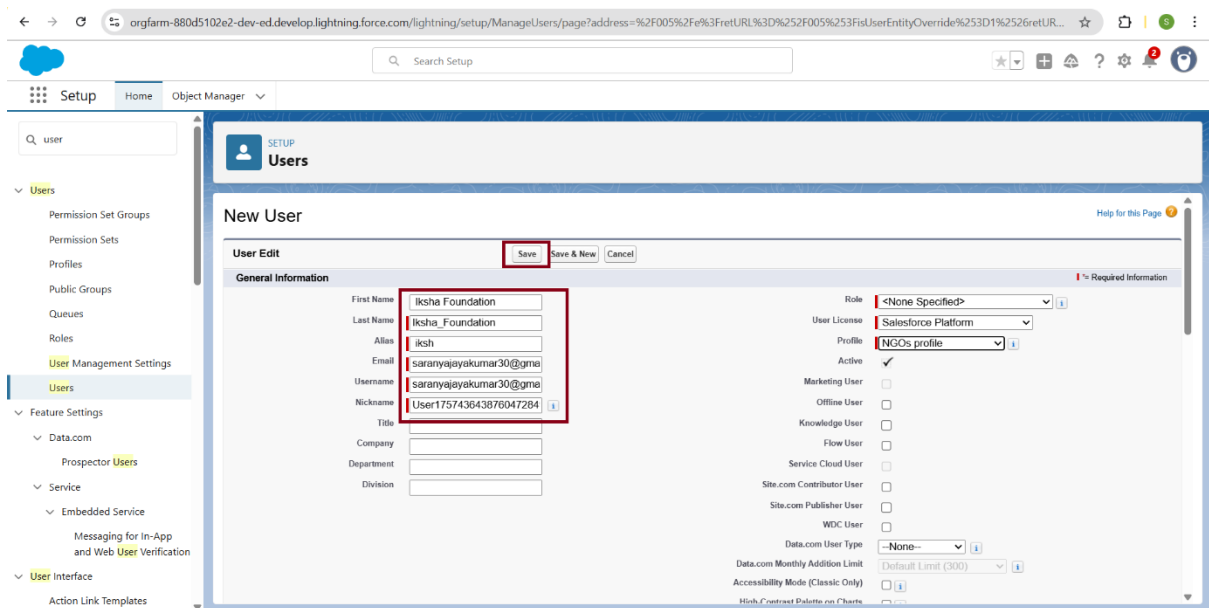 orgfarm-880d5102e2-dev-ed.develop.lightning.force.com/lightning/setup/ManageUsers/page?address=%2F005%2Fe%3FretURL%3D%252F005%253FisUserEntityOverride%253D1%2526retUR...
S
Search Setup
2
Setup Home Object Manager
user
SETUP
Users
Users
Permission Set Groups
Permission Sets
Profiles
Public Groups
Queues
Roles
User Management Settings
Users
Feature Settings
Data.com
Prospector Users
Service
Embedded Service
Messaging for In-App
and Web User Verification
User Interface
Action Link Templates
New User
Help for this Page
User Edit Save Save & New Cancel
General Information = Required Information
First Name Iksha Foundation
Last Name Iksha_Foundation
Alias iksh
Email saranyajayakumar30@gma
Username saranyajayakumar30@gma
Nickname User175743643876047284
Title
Company
Department
Division
Role <None Specified>
User License Salesforce Platform
Profile NGOs profile
Active
Marketing User
Offline User
Knowledge User
Flow User
Service Cloud User
Site.com Contributor User
Site.com Publisher User
WDC User
Data.com User Type --None--
Data.com Monthly Addition Limit Default Limit (300)
Accessibility Mode (Classic Only)
High-Contrast Palette on Charts